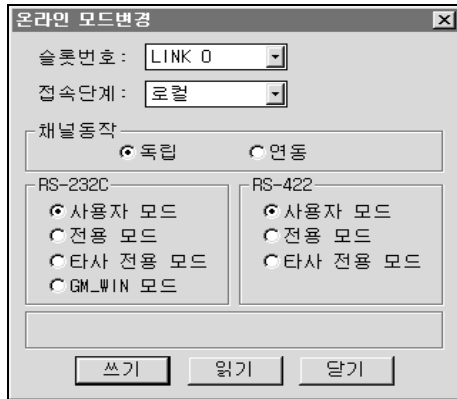 온라인 모드변경
슬롯번호: LINK 0
접속단계: 로컬
채널동작
독립 연동
RS-232C RS-422
사용자 모드 사용자 모드
전용 모드 전용 모드
타사 전용 모드 타사 전용 모드
GM_WIN 모드
쓰기 읽기 닫기